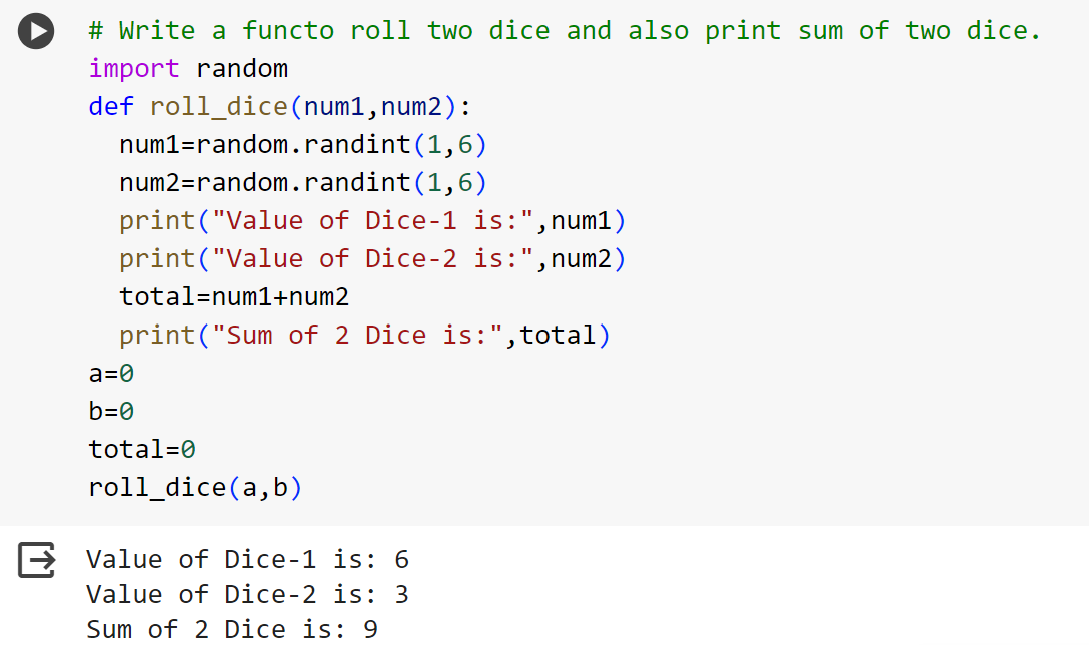 # Write a functo roll two dice and also print sum of two dice.
import random
def roll_dice(num1,num2):
  num1=random.randint(1,6)
  num2=random.randint(1,6)
  print("Value of Dice-1 is:",num1)
  print("Value of Dice-2 is:",num2)
  total=num1+num2
  print("Sum of 2 Dice is:",total)
a=0
b=0
total=0
roll_dice(a,b)
Value of Dice-1 is: 6
Value of Dice-2 is: 3
Sum of 2 Dice is: 9